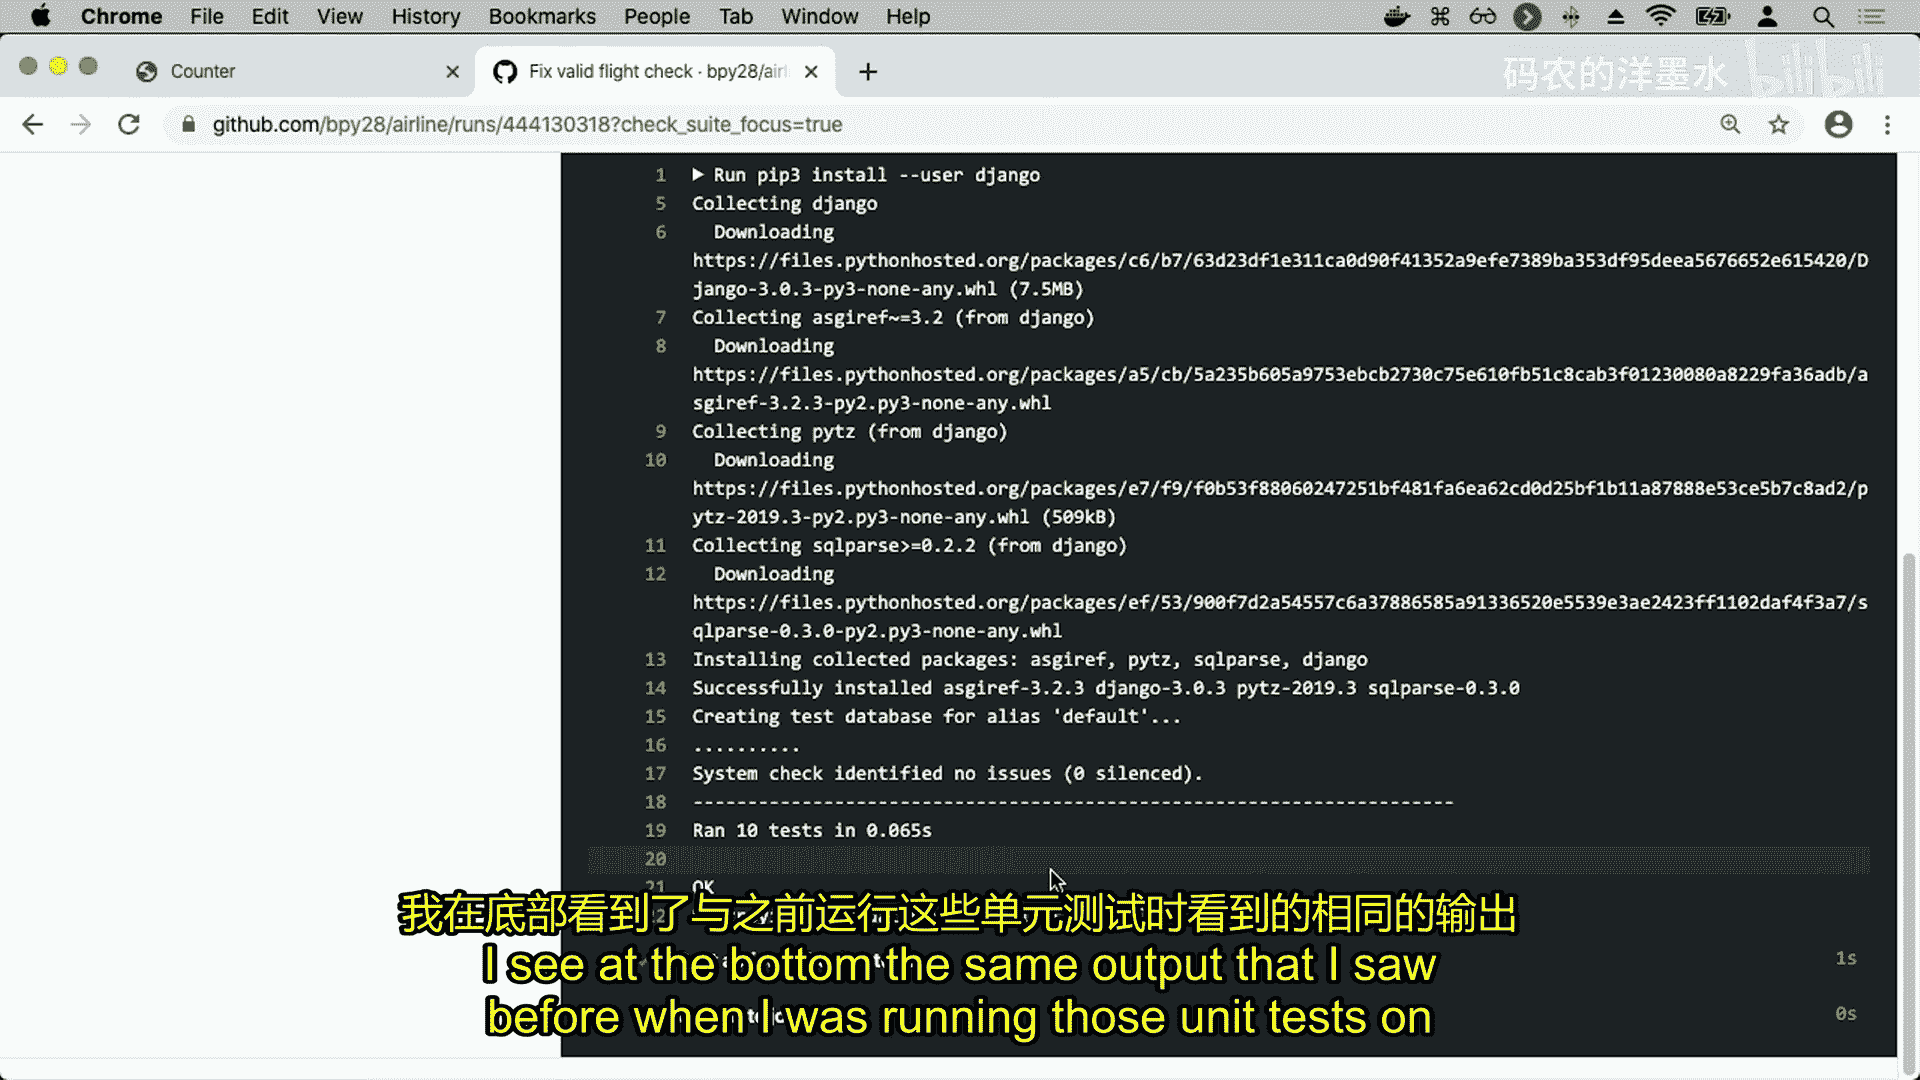 Chrome File Edit View History Bookmarks People Tab Window Help
Counter
Fix valid flight check · bpy28/airl
码农的洋墨水
bilibili
github.com/bpy28/airline/runs/444130318?check_suite_focus=true
1 ▶ Run pip3 install --user django
5 Collecting django
6 Downloading
https://files.pythonhosted.org/packages/c6/b7/63d23df1e311ca0d90f41352a9efe7389ba353df95deea5676652e615420/D
jango-3.0.3-py3-none-any.whl (7.5MB)
7 Collecting asgiref~=3.2 (from django)
8 Downloading
https://files.pythonhosted.org/packages/a5/cb/5a235b605a9753ebcb2730c75e610fb51c8cab3f01230080a8229fa36adb/a
sgiref-3.2.3-py2.py3-none-any.whl
9 Collecting pytz (from django)
10 Downloading
https://files.pythonhosted.org/packages/e7/f9/f0b53f88060247251bf481fa6ea62cd0d25bf1b11a87888e53ce5b7c8ad2/p
ytz-2019.3-py2.py3-none-any.whl (509kB)
11 Collecting sqlparse>=0.2.2 (from django)
12 Downloading
https://files.pythonhosted.org/packages/ef/53/900f7d2a54557c6a37886585a91336520e5539e3ae2423ff1102daf4f3a7/s
qlparse-0.3.0-py2.py3-none-any.whl
13 Installing collected packages: asgiref, pytz, sqlparse, django
14 Successfully installed asgiref-3.2.3 django-3.0.3 pytz-2019.3 sqlparse-0.3.0
15 Creating test database for alias 'default'...
16 ..........
17 System check identified no issues (0 silenced).
18 ----------------------------------------------------------------------
19 Ran 10 tests in 0.065s
20
21 OK
我在底部看到了与之前运行这些单元测试时看到的相同的输出
I see at the bottom the same output that I saw
1s
before when I was running those unit tests on
0s